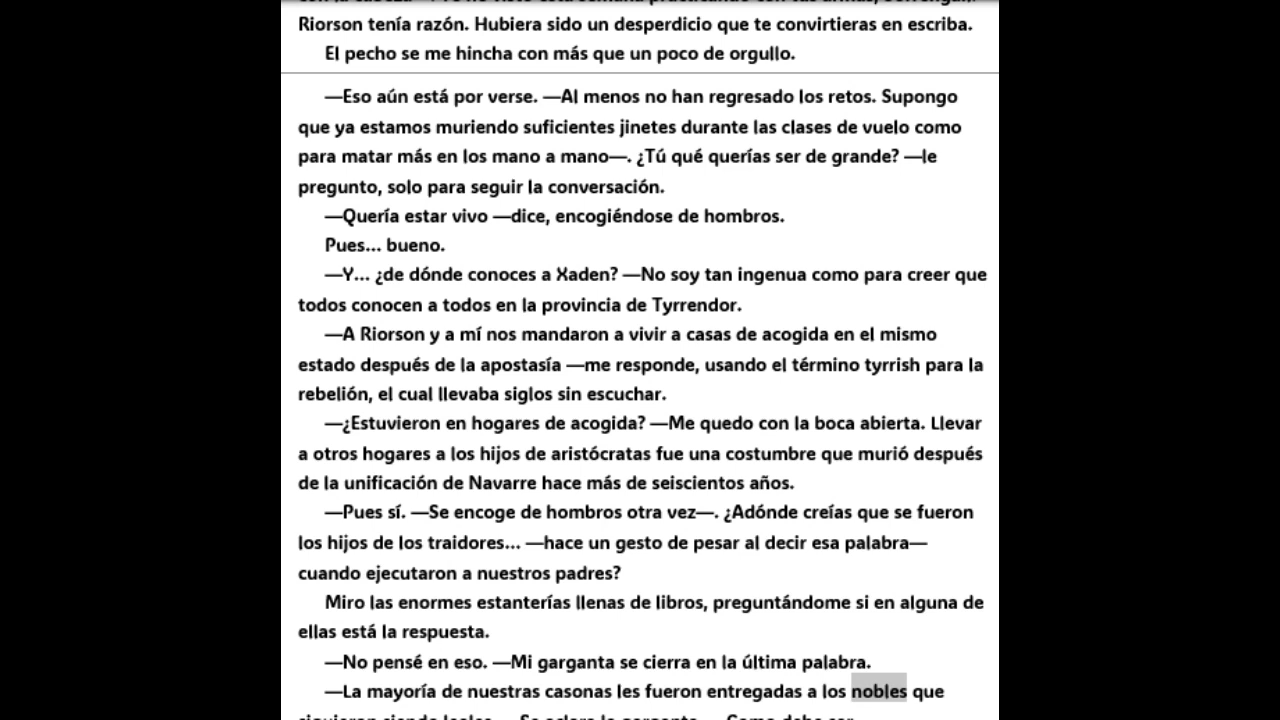 Riorson tenía razón. Hubiera sido un desperdicio que te convirtieras en escriba.
El pecho se me hincha con más que un poco de orgullo.
—Eso aún está por verse. —Al menos no han regresado los retos. Supongo
que ya estamos muriendo suficientes jinetes durante las clases de vuelo como
para matar más en los mano a mano—. ¿Tú qué querías ser de grande? —le
pregunto, solo para seguir la conversación.
—Quería estar vivo —dice, encogiéndose de hombros.
Pues... bueno.
—Y... ¿de dónde conoces a Xaden? —No soy tan ingenua como para creer que
todos conocen a todos en la provincia de Tyrrendor.
—A Riorson y a mí nos mandaron a vivir a casas de acogida en el mismo
estado después de la apostasía —me responde, usando el término tyrrish para la
rebelión, el cual llevaba siglos sin escuchar.
—¿Estuvieron en hogares de acogida? —Me quedo con la boca abierta. Llevar
a otros hogares a los hijos de aristócratas fue una costumbre que murió después
de la unificación de Navarre hace más de seiscientos años.
—Pues sí. —Se encoge de hombros otra vez—. ¿Adónde creías que se fueron
los hijos de los traidores... —hace un gesto de pesar al decir esa palabra—
cuando ejecutaron a nuestros padres?
Miro las enormes estanterías llenas de libros, preguntándome si en alguna de
ellas está la respuesta.
—No pensé en eso. —Mi garganta se cierra en la última palabra.
—La mayoría de nuestras casonas les fueron entregadas a los nobles que